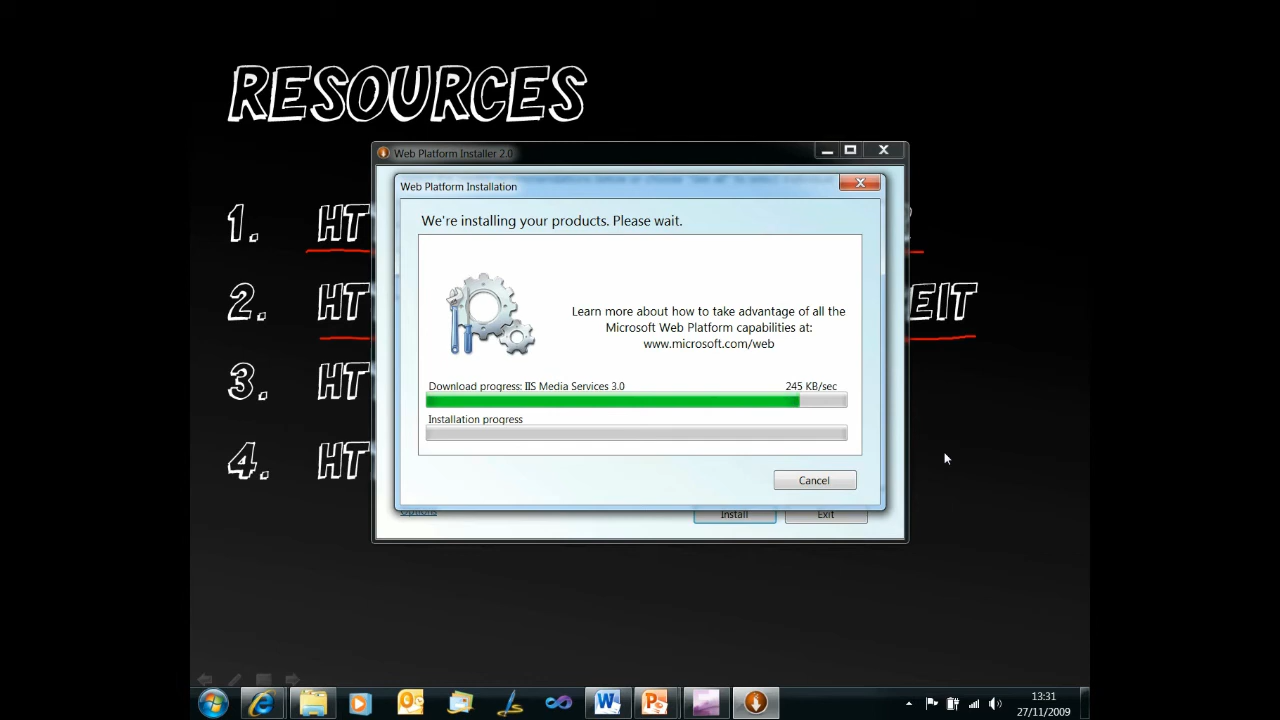 RESOURCES
Web Platform Installer 2.0
Web Platform Installation
We're installing your products. Please wait.
1. HT
2. HT EIT
Learn more about how to take advantage of all the
Microsoft Web Platform capabilities at:
www.microsoft.com/web
3. HT
Download progress: IIS Media Services 3.0 245 KB/sec
Installation progress
4. HT
Cancel
Options
Install Exit
13:31
27/11/2009